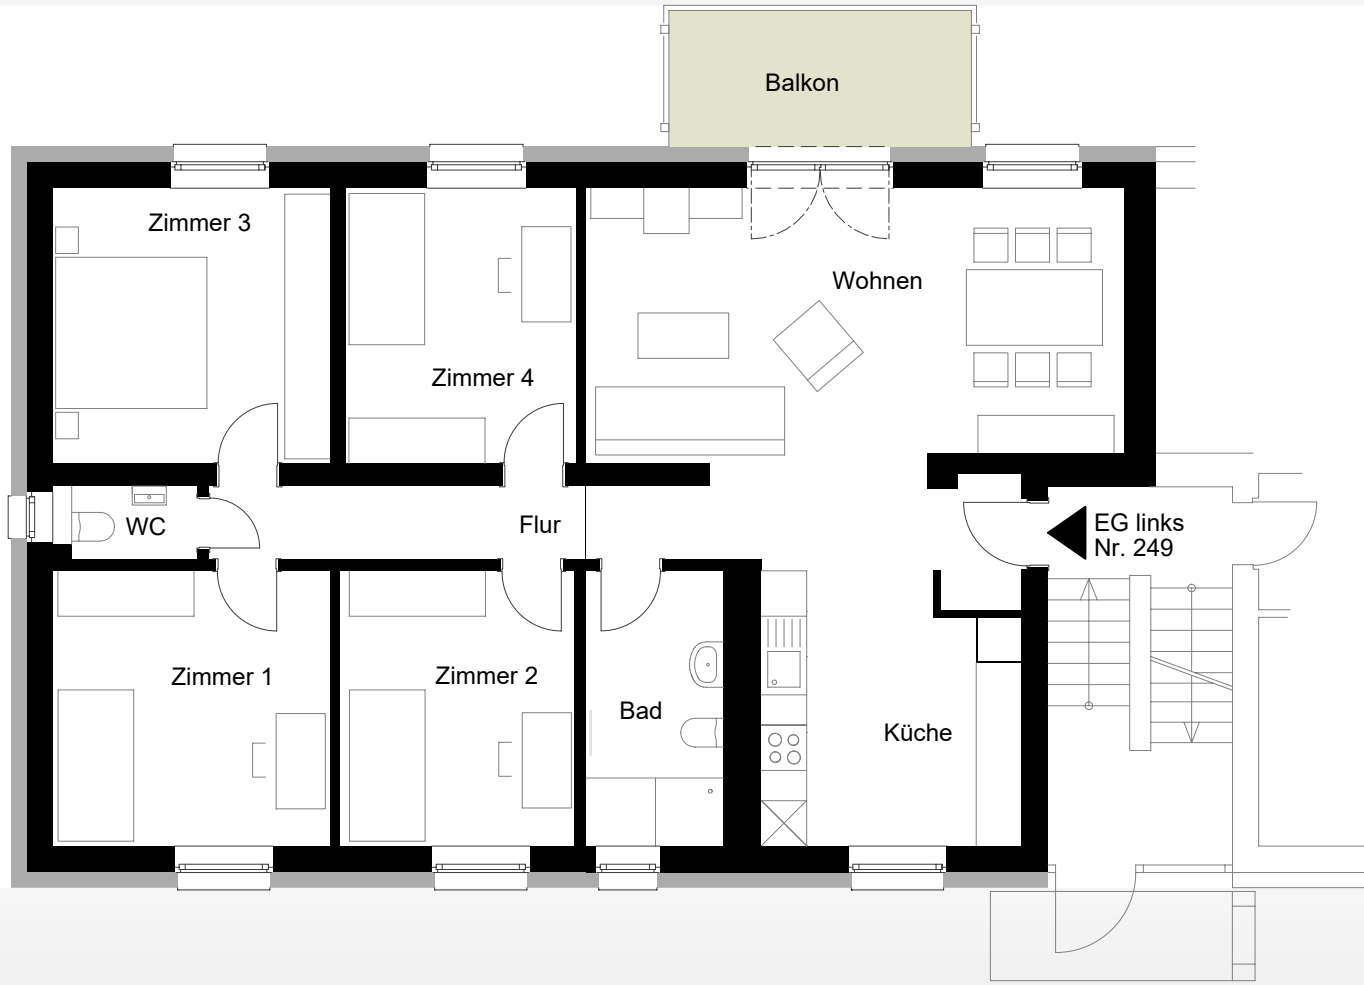 Balkon
Zimmer 3
Wohnen
Zimmer 4
WC
Flur
EG links
Nr. 249
Zimmer 1
Zimmer 2
Bad
Küche